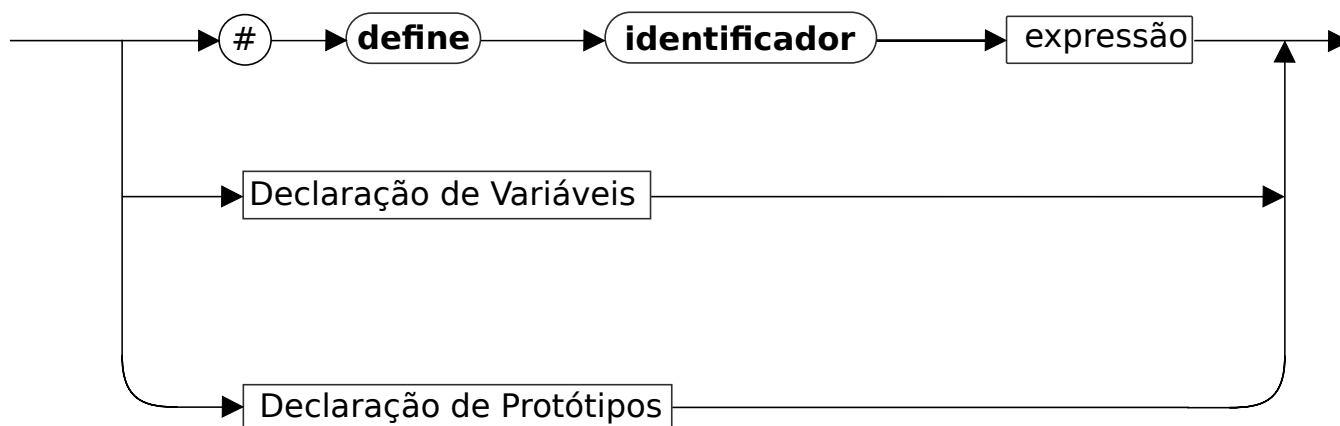 # define identificador expressão
Declaração de Variáveis
Declaração de Protótipos